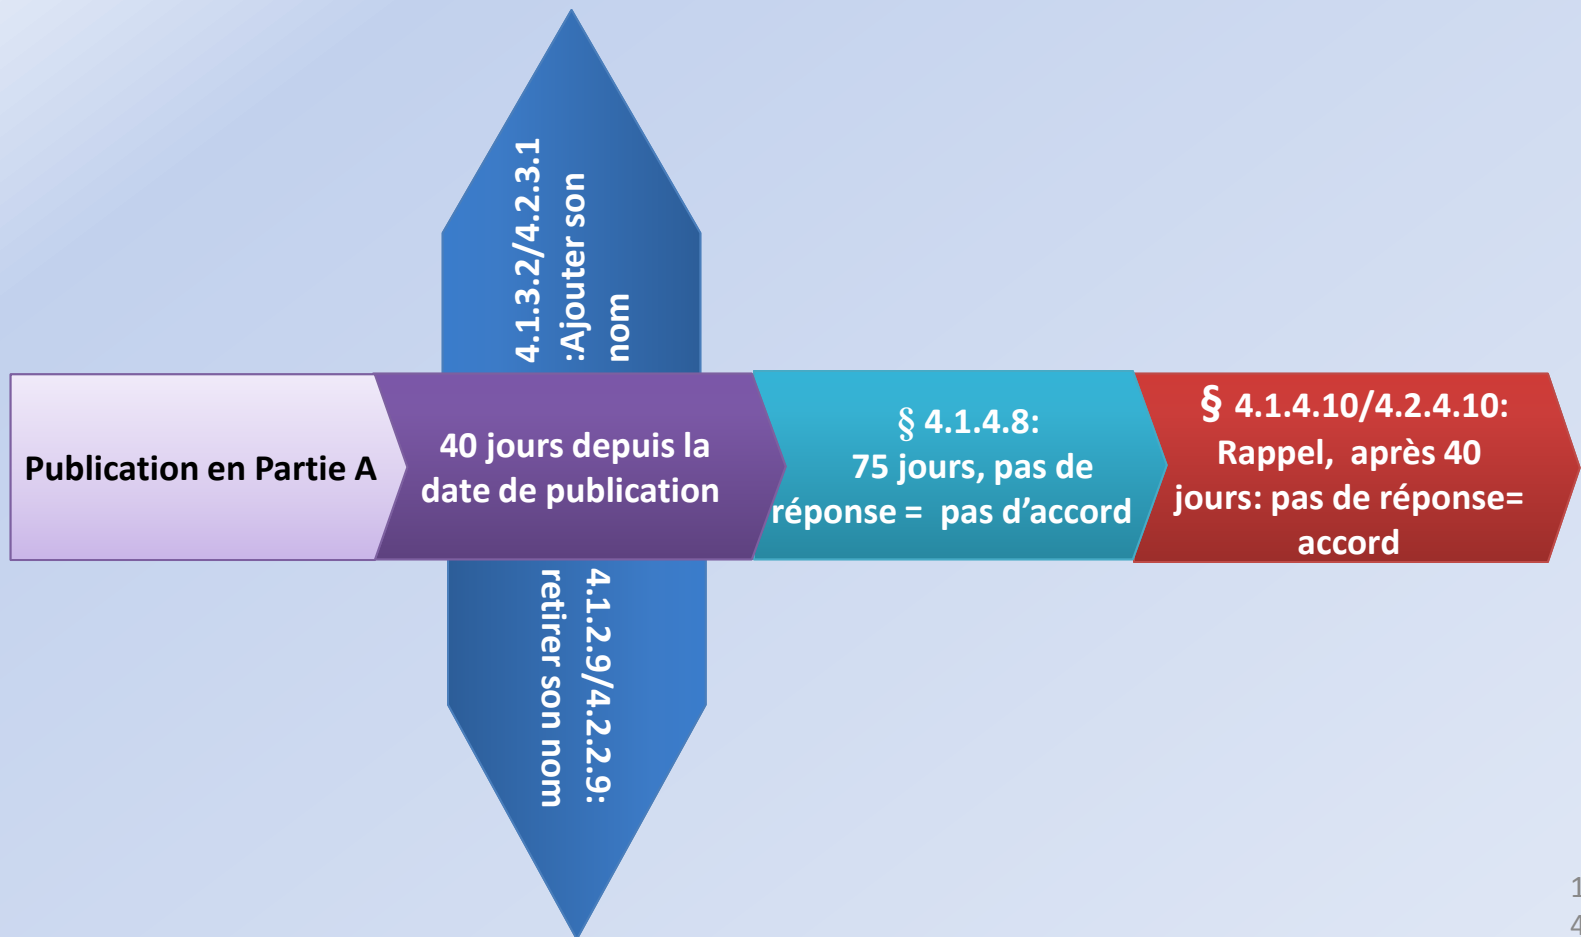 4.1.3.2/4.2.3.1
:Ajouter son
nom
Publication en Partie A
40 jours depuis la
date de publication
§ 4.1.4.8:
75 jours, pas de
réponse = pas d’accord
§ 4.1.4.10/4.2.4.10:
Rappel, après 40
jours: pas de réponse=
accord
4.1.2.9/4.2.2.9:
retirer son nom
1
4